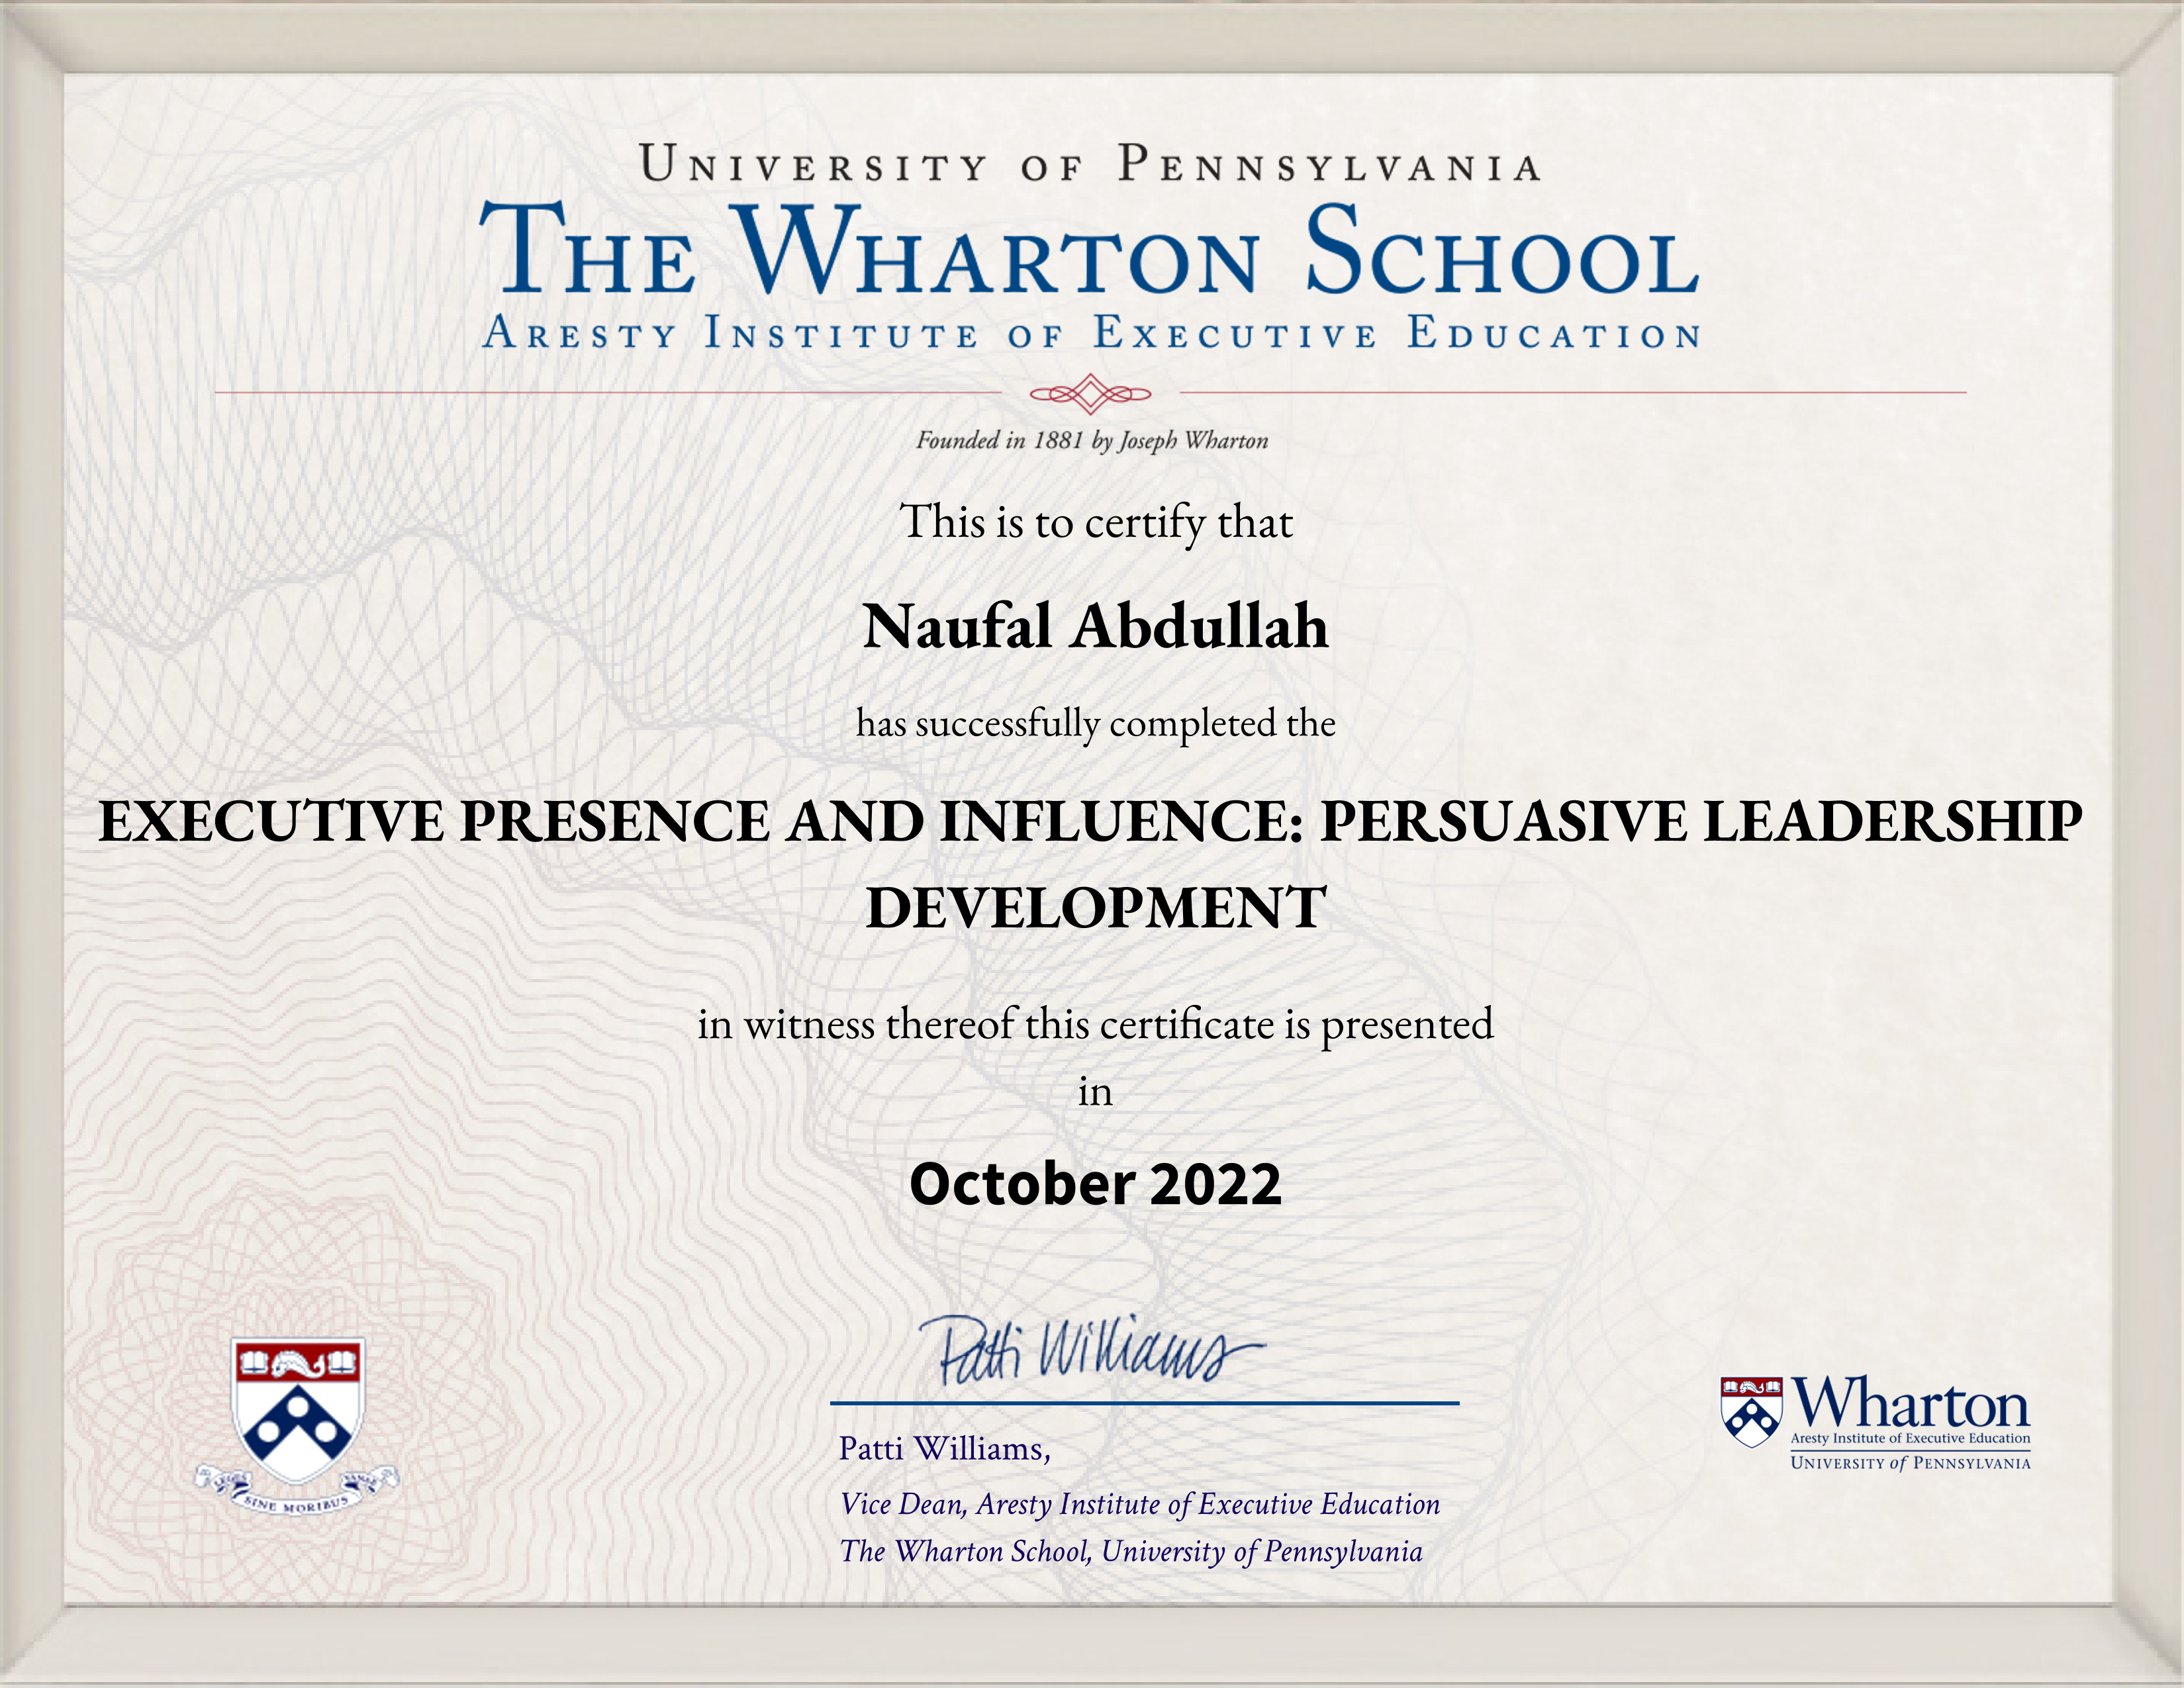 UNIVERSITY OF PENNSYLVANIA
THE WHARTON SCHOOL
ARESTY INSTITUTE OF EXECUTIVE EDUCATION
Founded in 1881 by Joseph Wharton
This is to certify that
Naufal Abdullah
has successfully completed the
EXECUTIVE PRESENCE AND INFLUENCE: PERSUASIVE LEADERSHIP
DEVELOPMENT
in witness thereof this certificate is presented
in
October 2022
Patti Williams
Patti Williams,
Vice Dean, Aresty Institute of Executive Education
The Wharton School, University of Pennsylvania
SINE MORIBUS
Wharton
Aresty Institute of Executive Education
UNIVERSITY of PENNSYLVANIA